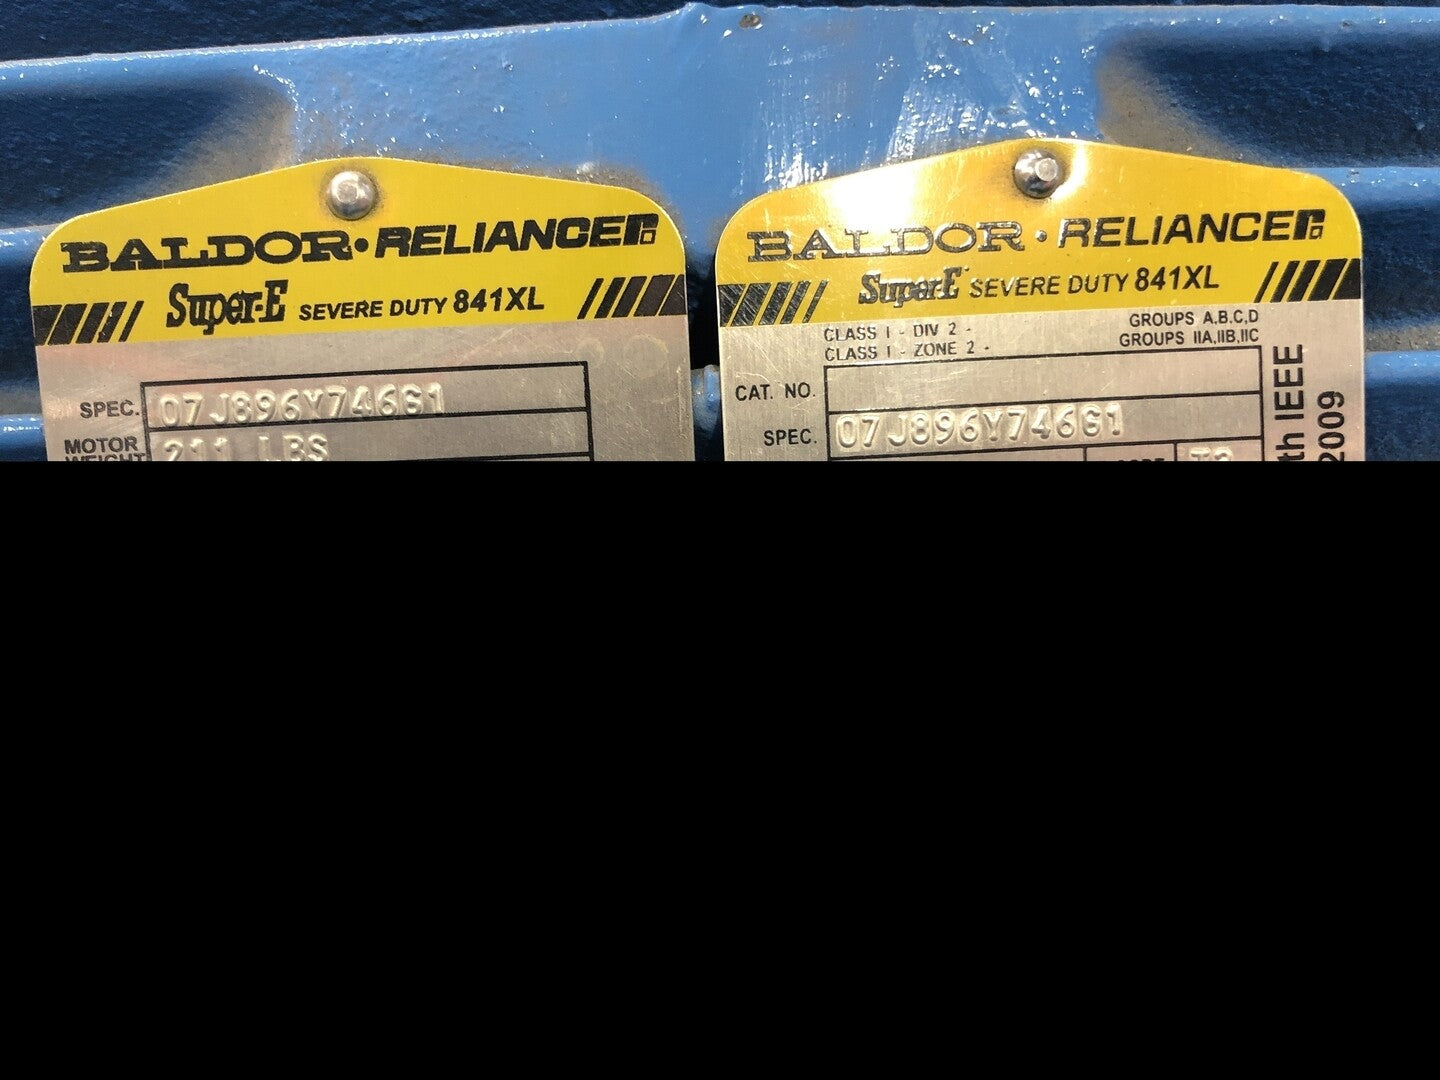 BALDOR • RELIANCE
Super-E SEVERE DUTY 841XL
SPEC. 07J896Y746G1
MOTOR
WEIGHT 211 LBS
BALDOR • RELIANCE
Super-E SEVERE DUTY 841XL
CLASS I - DIV 2 - GROUPS A,B,C,D
CLASS I - ZONE 2 - GROUPS IIA,IIB,IIC
CAT. NO.
SPEC. 07J896Y746G1
th IEEE
2009